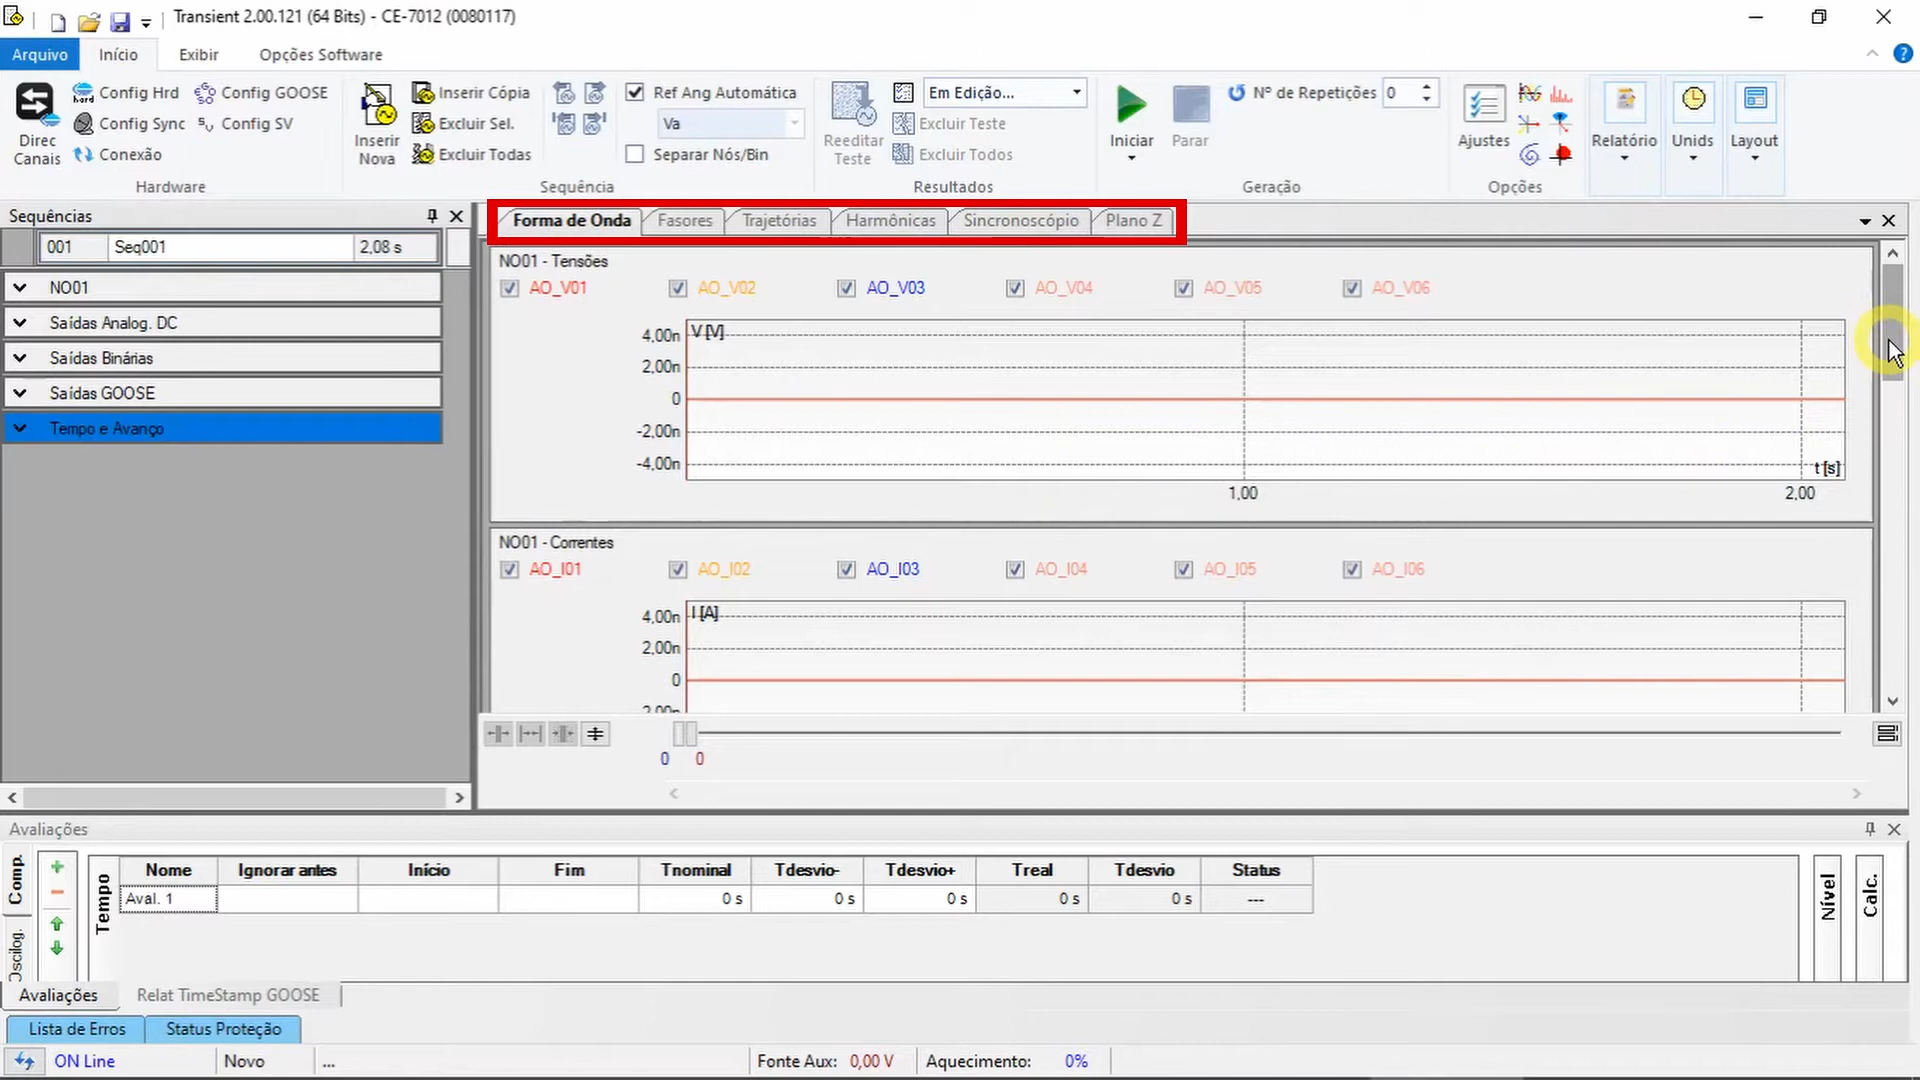 Transient 2.00.121 (64 Bits) - CE-7012 (0080117)
Arquivo Início Exibir Opções Software
Direc Canais
Config Hrd
Config GOOSE
Config Sync
Config SV
Conexão
Hardware
Inserir Nova
Inserir Cópia
Excluir Sel.
Excluir Todas
Ref Ang Automática
Va
Separar Nós/Bin
Sequência
Reeditar Teste
Em Edição...
Excluir Teste
Excluir Todos
Resultados
Iniciar
Parar
Nº de Repetições 0
Geração
Ajustes
Opções
Relatório
Unids
Layout
Sequências
001 Seq001 2,08 s
NO01
Saídas Analog. DC
Saídas Binárias
Saídas GOOSE
Tempo e Avanço
Forma de Onda Fasores Trajetórias Harmônicas Sincronoscópio Plano Z
NO01 - Tensões
AO_V01 AO_V02 AO_V03 AO_V04 AO_V05 AO_V06
V [V]
4,00n
2,00n
0
-2,00n
-4,00n
t [s]
1,00 2,00
NO01 - Correntes
AO_I01 AO_I02 AO_I03 AO_I04 AO_I05 AO_I06
I [A]
4,00n
2,00n
0
0 0
Avaliações
Comp.
Oscilog.
Tempo
Nome Ignorar antes Início Fim Tnominal Tdesvio- Tdesvio+ Treal Tdesvio Status
Aval. 1 0 s 0 s 0 s 0 s 0 s ---
Nível
Calc.
Avaliações Relat TimeStamp GOOSE
Lista de Erros Status Proteção
ON Line Novo ... Fonte Aux: 0,00 V Aquecimento: 0%